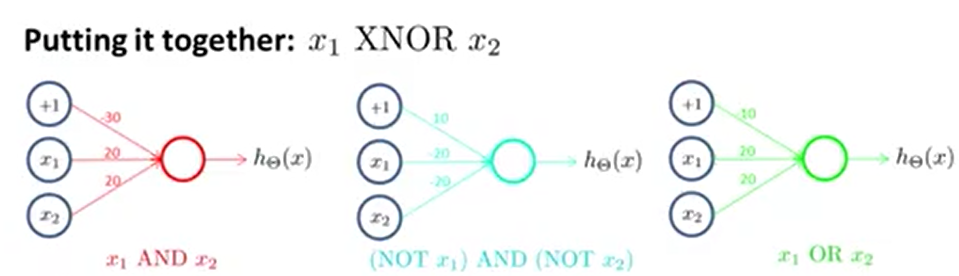 Putting it together: x₁ XNOR x₂
+1
x₁
x₂
-30
20
20
hΘ(x)
x₁ AND x₂
+1
x₁
x₂
10
-20
-20
hΘ(x)
(NOT x₁) AND (NOT x₂)
+1
x₁
x₂
-10
20
20
hΘ(x)
x₁ OR x₂